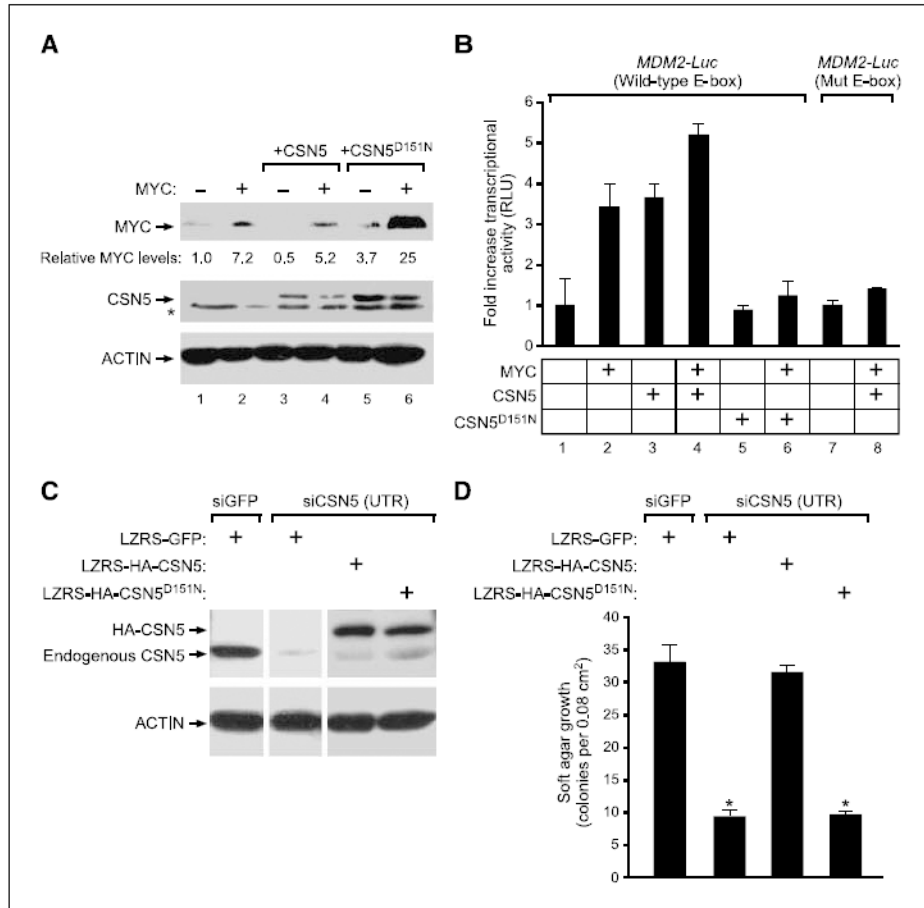 A
+CSN5 +CSN5D151N
MYC: – + – + – +
MYC
Relative MYC levels: 1,0 7,2 0,5 5,2 3,7 25
CSN5
*
ACTIN
1 2 3 4 5 6
B
MDM2-Luc MDM2-Luc
(Wild-type E-box) (Mut E-box)
Fold increase transcriptional
activity (RLU)
6
5
4
3
2
1
0
MYC + + + +
CSN5 + + +
CSN5D151N + +
1 2 3 4 5 6 7 8
C
siGFP siCSN5 (UTR)
LZRS-GFP: + +
LZRS-HA-CSN5: +
LZRS-HA-CSN5D151N: +
HA-CSN5
Endogenous CSN5
ACTIN
D
siGFP siCSN5 (UTR)
LZRS-GFP: + +
LZRS-HA-CSN5: +
LZRS-HA-CSN5D151N: +
Soft agar growth
(colonies per 0.08 cm2)
40
35
30
25
20
15
10
5
0
* *